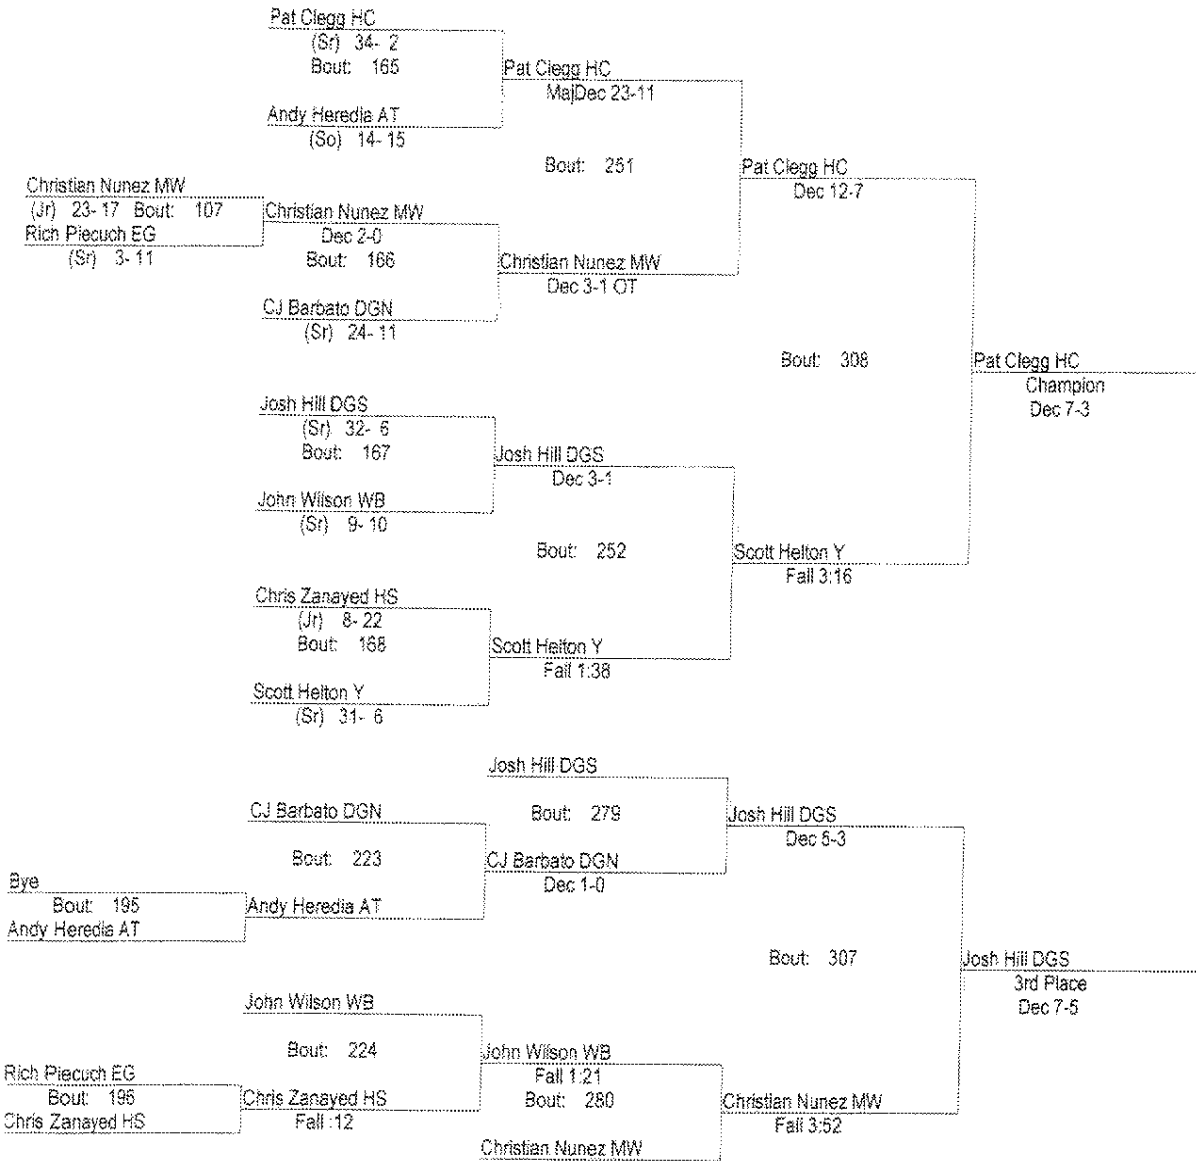 Pat Clegg HC
(Sr) 34- 2
Bout: 165
Pat Clegg HC
MajDec 23-11
Andy Heredia AT
(So) 14- 15
Bout: 251
Pat Clegg HC
Dec 12-7
Christian Nunez MW
(Jr) 23- 17 Bout: 107
Rich Piecuch EG
(Sr) 3- 11
Christian Nunez MW
Dec 2-0
Bout: 166
Christian Nunez MW
Dec 3-1 OT
CJ Barbato DGN
(Sr) 24- 11
Bout: 308
Pat Clegg HC
Champion
Dec 7-3
Josh Hill DGS
(Sr) 32- 6
Bout: 167
Josh Hill DGS
Dec 3-1
John Wilson WB
(Sr) 9- 10
Bout: 252
Scott Helton Y
Fall 3:16
Chris Zanayed HS
(Jr) 8- 22
Bout: 168
Scott Helton Y
Fall 1:38
Scott Helton Y
(Sr) 31- 6
Josh Hill DGS
CJ Barbato DGN
Bout: 279
Josh Hill DGS
Dec 5-3
Bout: 223
CJ Barbato DGN
Dec 1-0
Bye
Bout: 195
Andy Heredia AT
Andy Heredia AT
Bout: 307
Josh Hill DGS
3rd Place
Dec 7-5
John Wilson WB
Bout: 224
John Wilson WB
Fall 1:21
Rich Piecuch EG
Bout: 196
Chris Zanayed HS
Chris Zanayed HS
Fall :12
Bout: 280
Christian Nunez MW
Fall 3:52
Christian Nunez MW